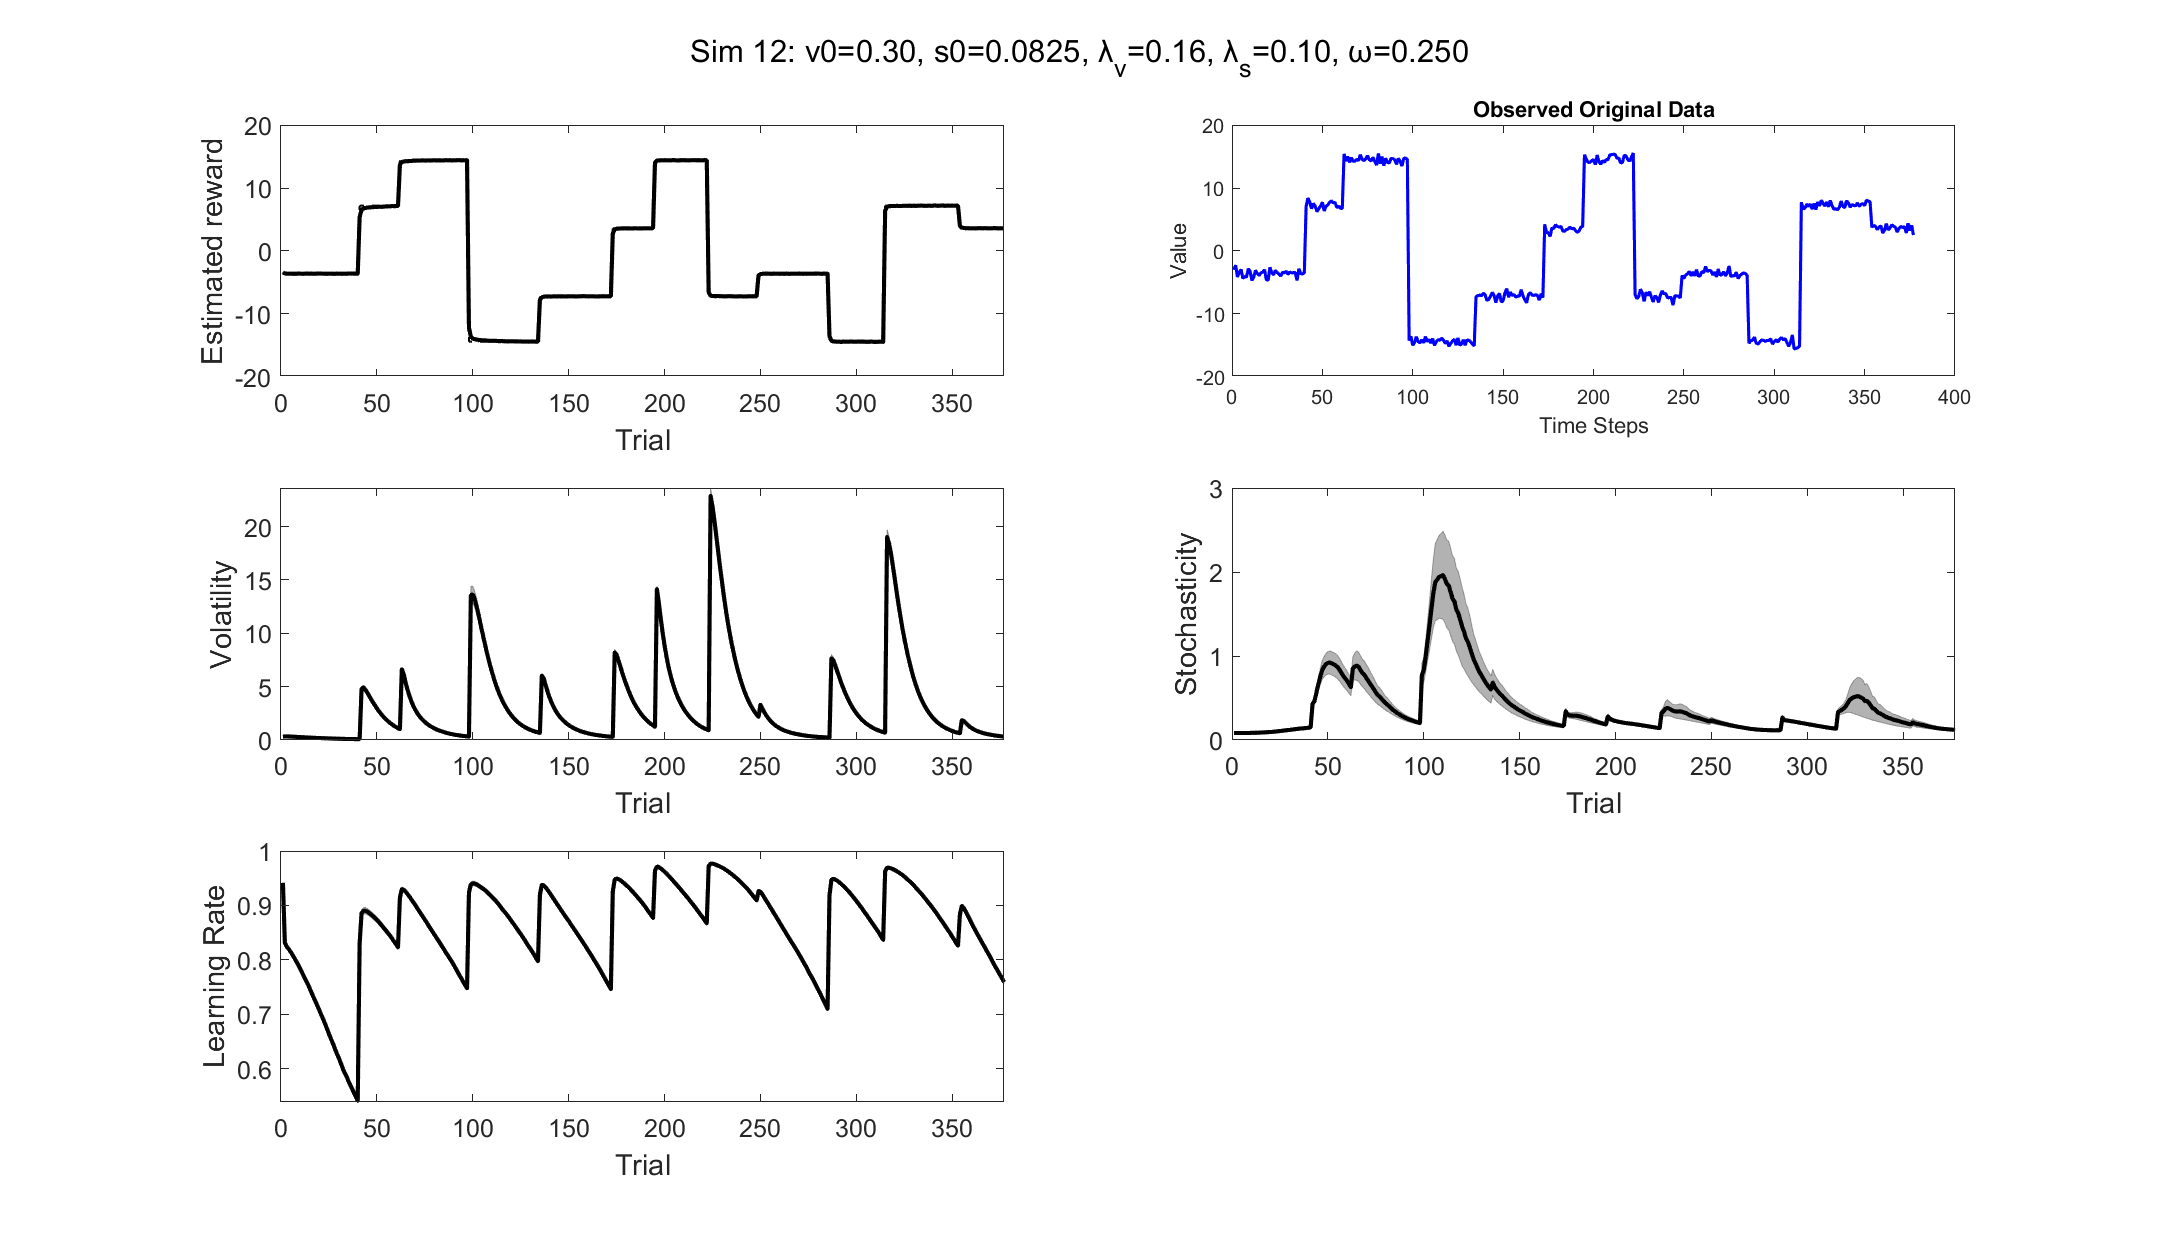 Sim 12: v0=0.30, s0=0.0825, λ_v=0.16, λ_s=0.10, ω=0.250
Estimated reward
20
10
0
-10
-20
0 50 100 150 200 250 300 350
Trial
Observed Original Data
Value
20
10
0
-10
-20
0 50 100 150 200 250 300 350 400
Time Steps
Volatility
20
15
10
5
0
0 50 100 150 200 250 300 350
Trial
Stochasticity
3
2
1
0
0 50 100 150 200 250 300 350
Trial
Learning Rate
1
0.9
0.8
0.7
0.6
0 50 100 150 200 250 300 350
Trial